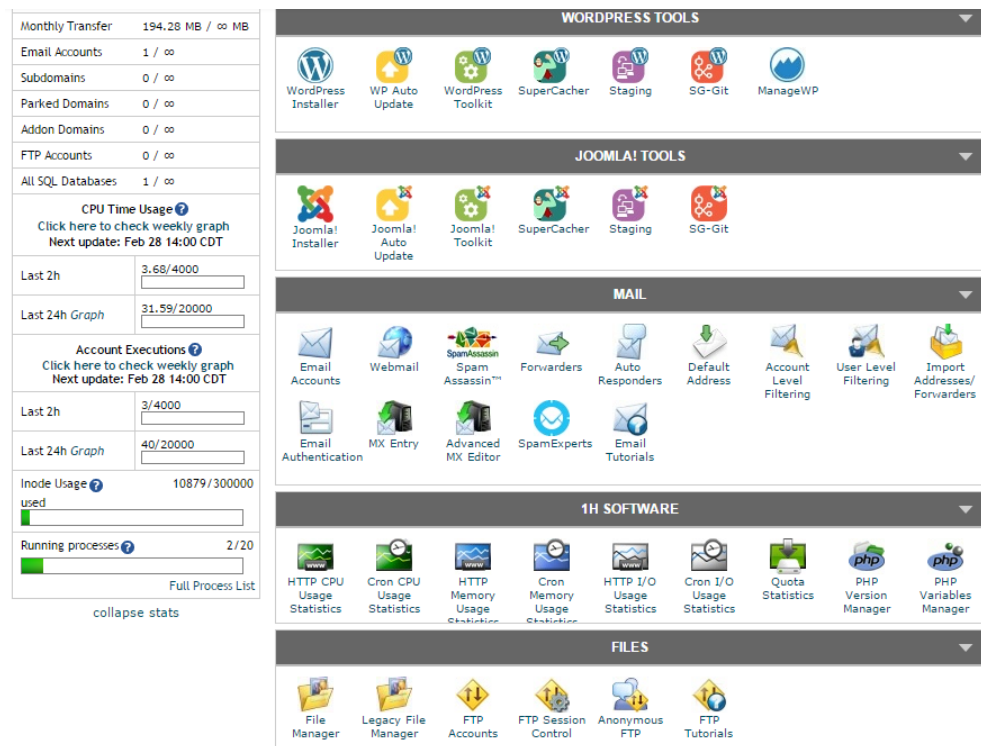 Monthly Transfer 194.28 MB / ∞ MB
Email Accounts 1 / ∞
Subdomains 0 / ∞
Parked Domains 0 / ∞
Addon Domains 0 / ∞
FTP Accounts 0 / ∞
All SQL Databases 1 / ∞
CPU Time Usage ?
Click here to check weekly graph
Next update: Feb 28 14:00 CDT
Last 2h 3.68/4000
Last 24h Graph 31.59/20000
Account Executions ?
Click here to check weekly graph
Next update: Feb 28 14:00 CDT
Last 2h 3/4000
Last 24h Graph 40/20000
Inode Usage ? 10879/300000
used
Running processes ? 2/20
Full Process List
collapse stats
WORDPRESS TOOLS
WordPress WP Auto WordPress SuperCacher Staging SG-Git ManageWP
Installer Update Toolkit
JOOMLA! TOOLS
Joomla! Joomla! Joomla! SuperCacher Staging SG-Git
Installer Auto Toolkit
Update
MAIL
SpamAssassin
Email Webmail Spam Forwarders Auto Default Account User Level Import
Accounts Assassin™ Responders Address Level Filtering Addresses/
Filtering Forwarders
Email MX Entry Advanced SpamExperts Email
Authentication MX Editor Tutorials
1H SOFTWARE
www www www php php
HTTP CPU Cron CPU HTTP Cron HTTP I/O Cron I/O Quota PHP PHP
Usage Usage Memory Memory Usage Usage Statistics Version Variables
Statistics Statistics Usage Usage Statistics Statistics Manager Manager
Statistics Statistics
FILES
File Legacy File FTP FTP Session Anonymous FTP
Manager Manager Accounts Control FTP Tutorials